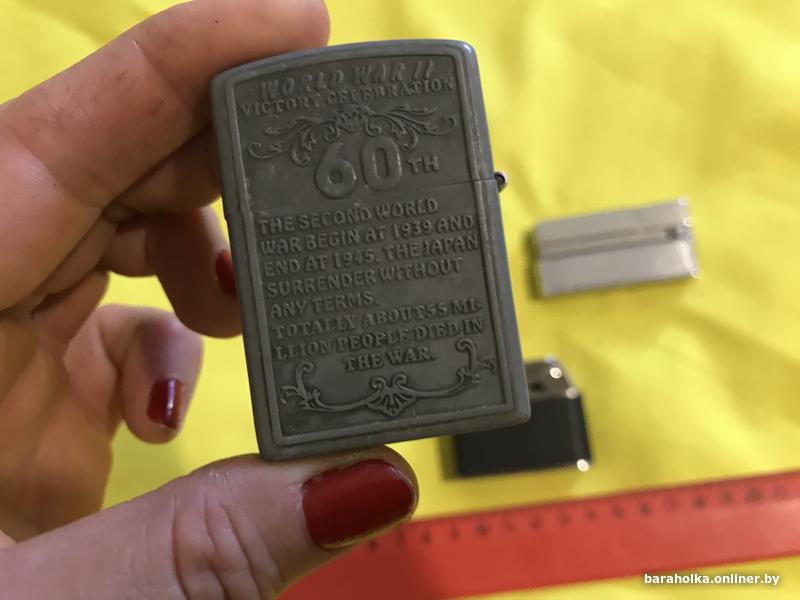 WORLD WAR II
VICTORY CELEBRATION
60TH
THE SECOND WORLD
WAR BEGIN AT 1939 AND
END AT 1945. THE JAPAN
SURRENDER WITHOUT
ANY TERMS.
TOTALLY ABOUT 55 MI-
LLION PEOPLE DIED IN
THE WAR.
baraholka.onliner.by